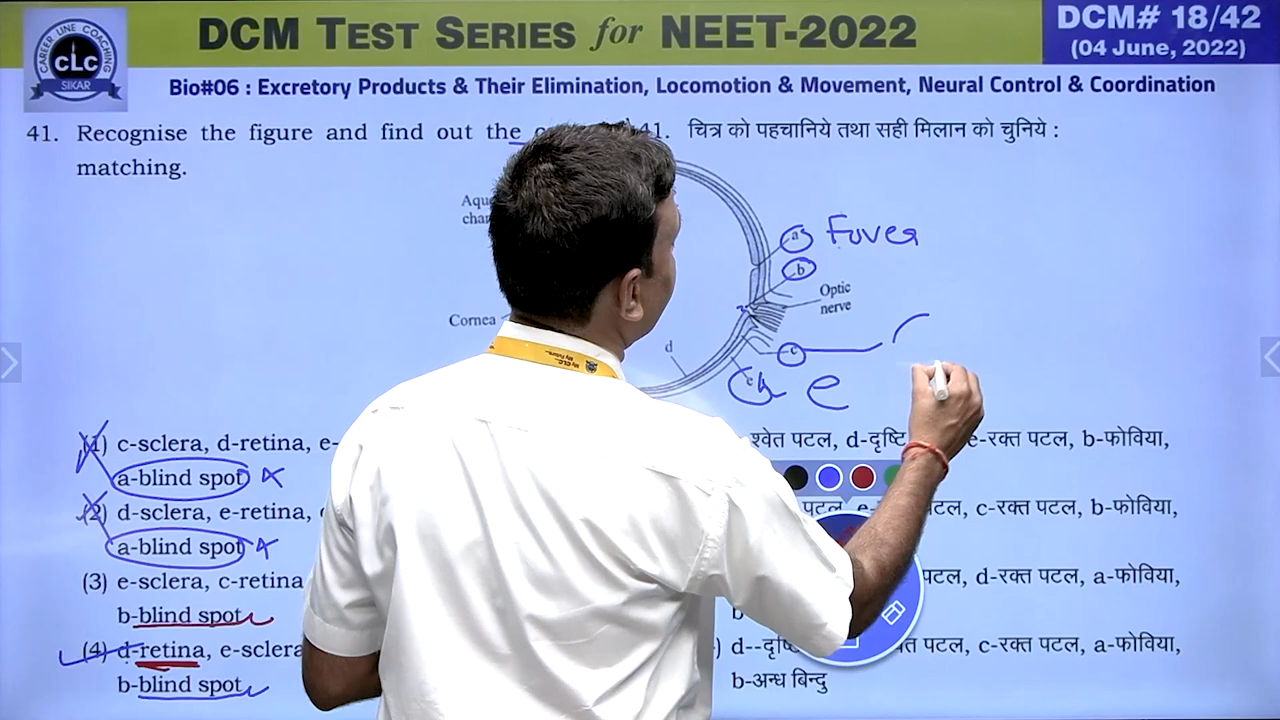 DCM TEST SERIES for NEET-2022
DCM# 18/42
(04 June, 2022)
CAREER LINE COACHING
CLC
SIKAR
Bio#06 : Excretory Products & Their Elimination, Locomotion & Movement, Neural Control & Coordination
41. Recognise the figure and find out the
matching.
41. चित्र को पहचानिये तथा सही मिलान को चुनिये :
a Fovea
b
Optic
nerve
Cornea
d
c
e
(1) c-sclera, d-retina, e-
a-blind spot
(2) d-sclera, e-retina,
a-blind spot
(3) e-sclera, c-retina
b-blind spot
(4) d-retina, e-sclera
b-blind spot
श्वेत पटल, e-रक्त पटल, b-फोविया,
c-रक्त पटल, b-फोविया,
पटल, d-रक्त पटल, a-फोविया,
पटल, c-रक्त पटल, a-फोविया,
b-अन्ध बिन्दु